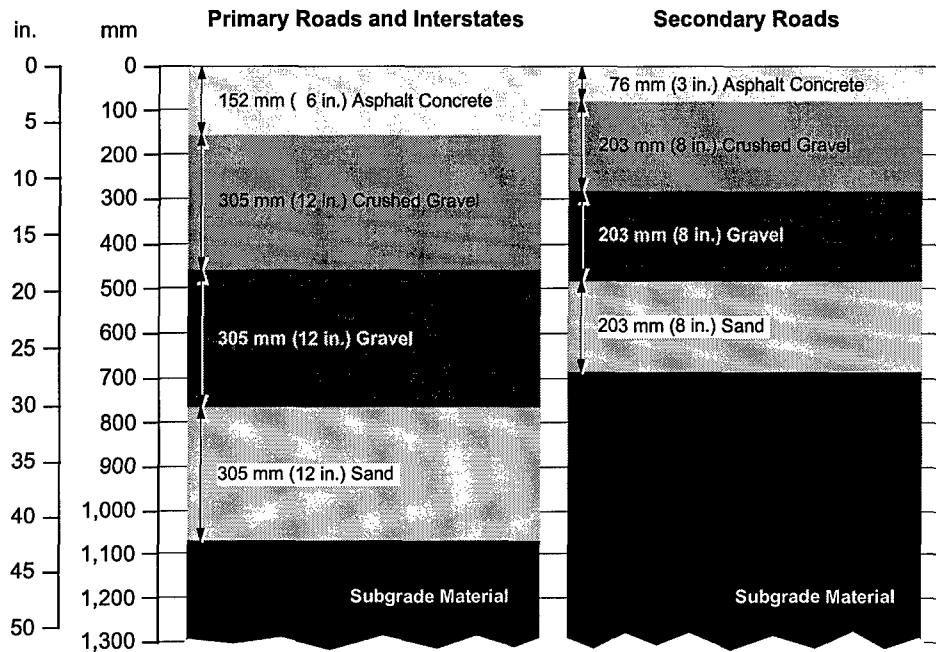 Primary Roads and Interstates
Secondary Roads
in.
mm
0
5
10
15
20
25
30
35
40
45
50
0
100
200
300
400
500
600
700
800
900
1,000
1,100
1,200
1,300
152 mm ( 6 in.) Asphalt Concrete
305 mm (12 in.) Crushed Gravel
305 mm (12 in.) Gravel
305 mm (12 in.) Sand
Subgrade Material
76 mm (3 in.) Asphalt Concrete
203 mm (8 in.) Crushed Gravel
203 mm (8 in.) Gravel
203 mm (8 in.) Sand
Subgrade Material